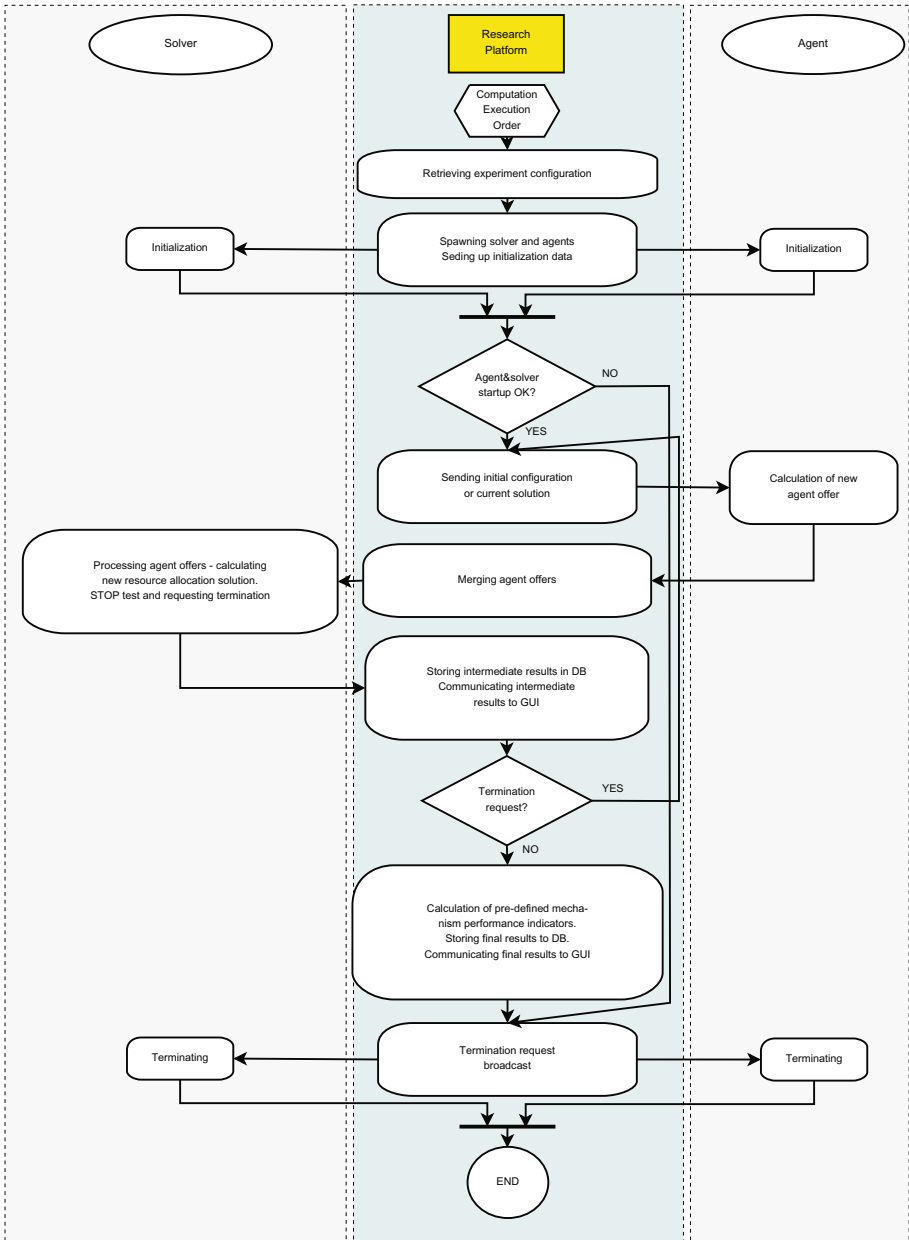 Solver
Research
Platform
Agent
Computation
Execution
Order
Retrieving experiment configuration
Initialization
Spawning solver and agents
Seding up initialization data
Initialization
Agent&solver
startup OK?
NO
YES
Sending initial configuration
or current solution
Calculation of new
agent offer
Processing agent offers - calculating
new resource allocation solution.
STOP test and requesting termination
Merging agent offers
Storing intermediate results in DB
Communicating intermediate
results to GUI
Termination
request?
YES
NO
Calculation of pre-defined mecha-
nism performance indicators.
Storing final results to DB.
Communicating final results to GUI
Terminating
Termination request
broadcast
Terminating
END